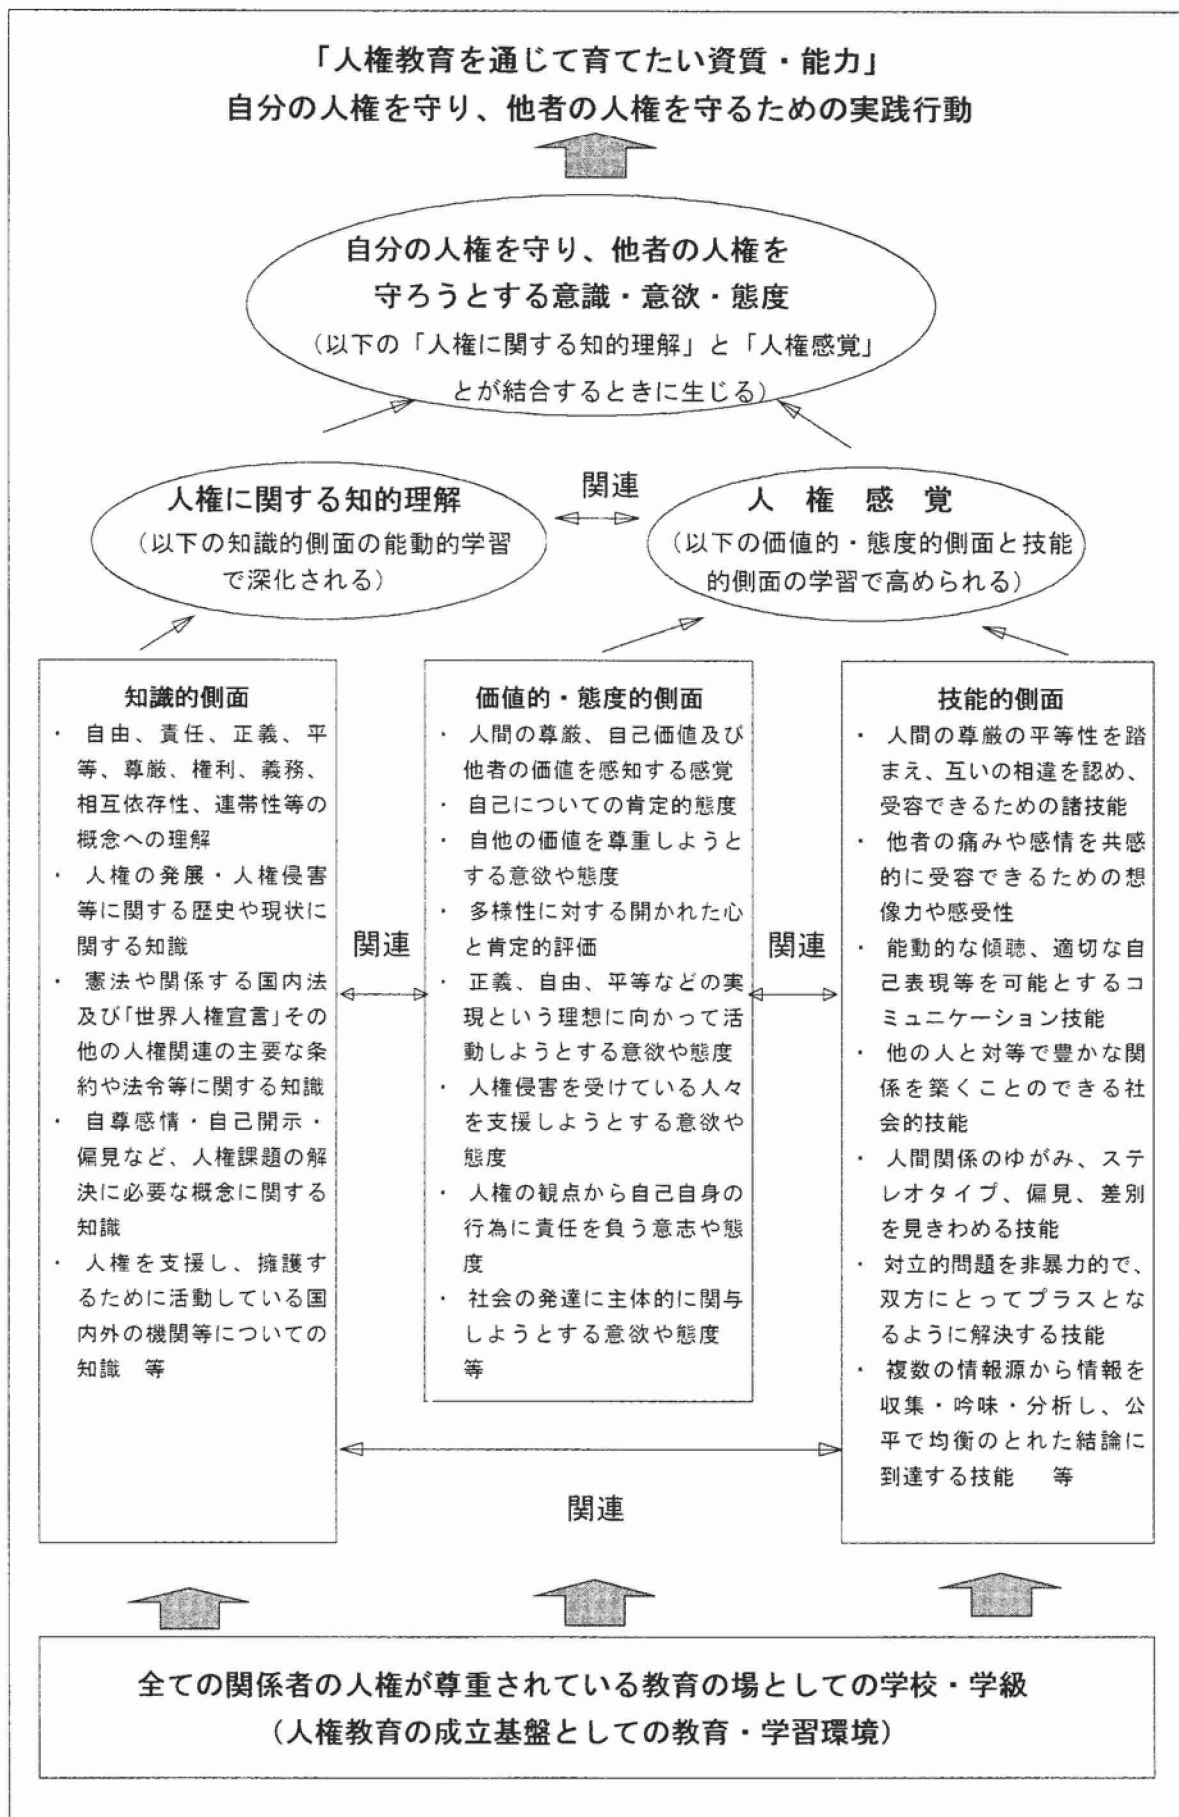 「人権教育を通じて育てたい資質・能力」
自分の人権を守り、他者の人権を守るための実践行動
自分の人権を守り、他者の人権を
守ろうとする意識・意欲・態度
(以下の「人権に関する知的理解」と「人権感覚」
とが結合するときに生じる)
人権に関する知的理解
(以下の知識的側面の能動的学習
で深化される)
関連
人 権 感 覚
(以下の価値的・態度的側面と技能
的側面の学習で高められる)
知識的側面
・ 自由、責任、正義、平
等、尊厳、権利、義務、
相互依存性、連帯性等の
概念への理解
・ 人権の発展・人権侵害
等に関する歴史や現状に
関する知識
・ 憲法や関係する国内法
及び「世界人権宣言」その
他の人権関連の主要な条
約や法令等に関する知識
・ 自尊感情・自己開示・
偏見など、人権課題の解
決に必要な概念に関する
知識
・ 人権を支援し、擁護す
るために活動している国
内外の機関等についての
知識 等
関連
価値的・態度的側面
・ 人間の尊厳、自己価値及び
他者の価値を感知する感覚
・ 自己についての肯定的態度
・ 自他の価値を尊重しようと
する意欲や態度
・ 多様性に対する開かれた心
と肯定的評価
・ 正義、自由、平等などの実
現という理想に向かって活
動しようとする意欲や態度
・ 人権侵害を受けている人々
を支援しようとする意欲や
態度
・ 人権の観点から自己自身の
行為に責任を負う意志や態
度
・ 社会の発達に主体的に関与
しようとする意欲や態度
等
関連
技能的側面
・ 人間の尊厳の平等性を踏
まえ、互いの相違を認め、
受容できるための諸技能
・ 他者の痛みや感情を共感
的に受容できるための想
像力や感受性
・ 能動的な傾聴、適切な自
己表現等を可能とするコ
ミュニケーション技能
・ 他の人と対等で豊かな関
係を築くことのできる社
会的技能
・ 人間関係のゆがみ、ステ
レオタイプ、偏見、差別
を見きわめる技能
・ 対立的問題を非暴力的で、
双方にとってプラスとな
るように解決する技能
・ 複数の情報源から情報を
収集・吟味・分析し、公
平で均衡のとれた結論に
到達する技能 等
関連
全ての関係者の人権が尊重されている教育の場としての学校・学級
(人権教育の成立基盤としての教育・学習環境)